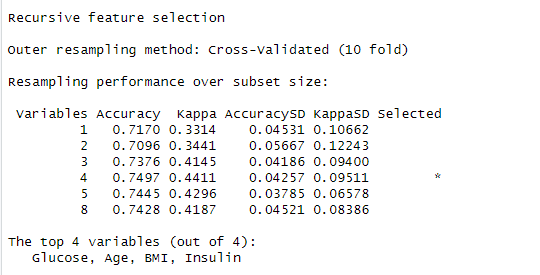 Recursive feature selection
Outer resampling method: Cross-Validated (10 fold)
Resampling performance over subset size:
Variables Accuracy Kappa AccuracySD KappaSD Selected
1 0.7170 0.3314 0.04531 0.10662
2 0.7096 0.3441 0.05667 0.12243
3 0.7376 0.4145 0.04186 0.09400
4 0.7497 0.4411 0.04257 0.09511 *
5 0.7445 0.4296 0.03785 0.06578
8 0.7428 0.4187 0.04521 0.08386
The top 4 variables (out of 4):
Glucose, Age, BMI, Insulin